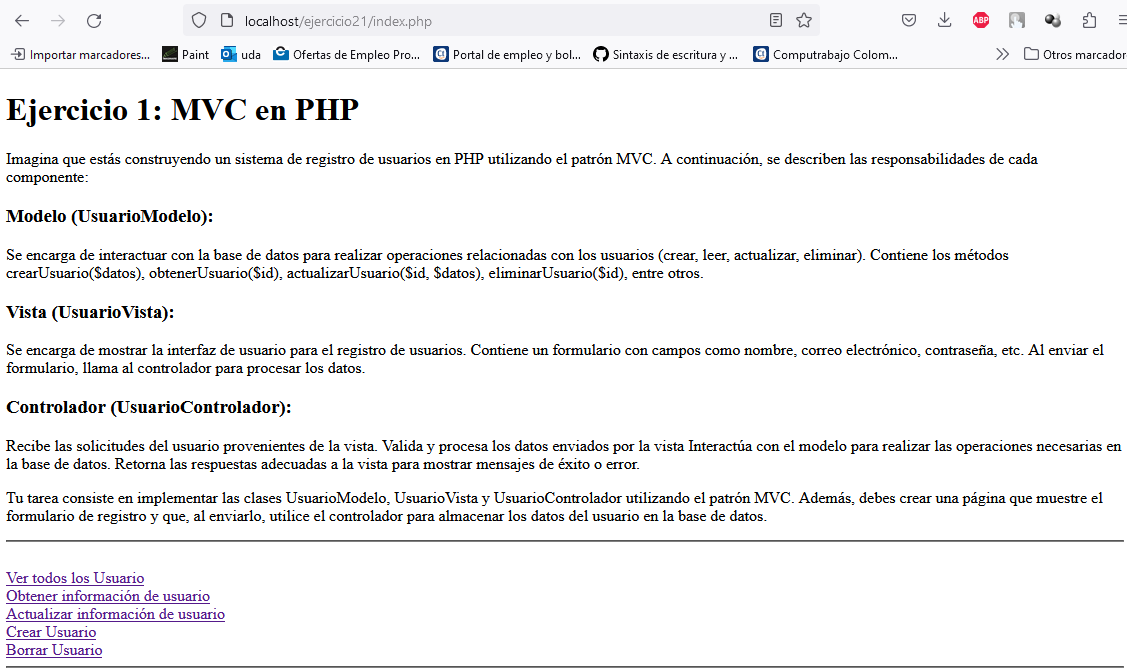 localhost/ejercicio21/index.php
ABP
Importar marcadores... Paint uda Ofertas de Empleo Pro... Portal de empleo y bol... Sintaxis de escritura y ... Computrabajo Colom... Otros marcador
Ejercicio 1: MVC en PHP
Imagina que estás construyendo un sistema de registro de usuarios en PHP utilizando el patrón MVC. A continuación, se describen las responsabilidades de cada
componente:
Modelo (UsuarioModelo):
Se encarga de interactuar con la base de datos para realizar operaciones relacionadas con los usuarios (crear, leer, actualizar, eliminar). Contiene los métodos
crearUsuario($datos), obtenerUsuario($id), actualizarUsuario($id, $datos), eliminarUsuario($id), entre otros.
Vista (UsuarioVista):
Se encarga de mostrar la interfaz de usuario para el registro de usuarios. Contiene un formulario con campos como nombre, correo electrónico, contraseña, etc. Al enviar el
formulario, llama al controlador para procesar los datos.
Controlador (UsuarioControlador):
Recibe las solicitudes del usuario provenientes de la vista. Valida y procesa los datos enviados por la vista Interactúa con el modelo para realizar las operaciones necesarias en
la base de datos. Retorna las respuestas adecuadas a la vista para mostrar mensajes de éxito o error.
Tu tarea consiste en implementar las clases UsuarioModelo, UsuarioVista y UsuarioControlador utilizando el patrón MVC. Además, debes crear una página que muestre el
formulario de registro y que, al enviarlo, utilice el controlador para almacenar los datos del usuario en la base de datos.
Ver todos los Usuario
Obtener información de usuario
Actualizar información de usuario
Crear Usuario
Borrar Usuario